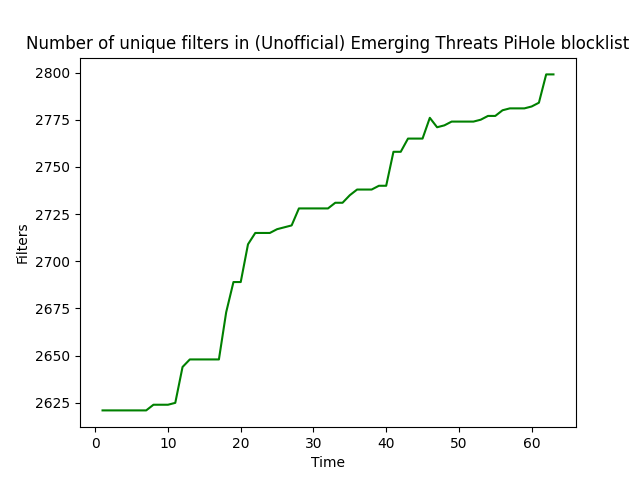 Number of unique filters in (Unofficial) Emerging Threats PiHole blocklist
2800
2775
2750
2725
2700
2675
2650
2625
Filters
0 10 20 30 40 50 60
Time